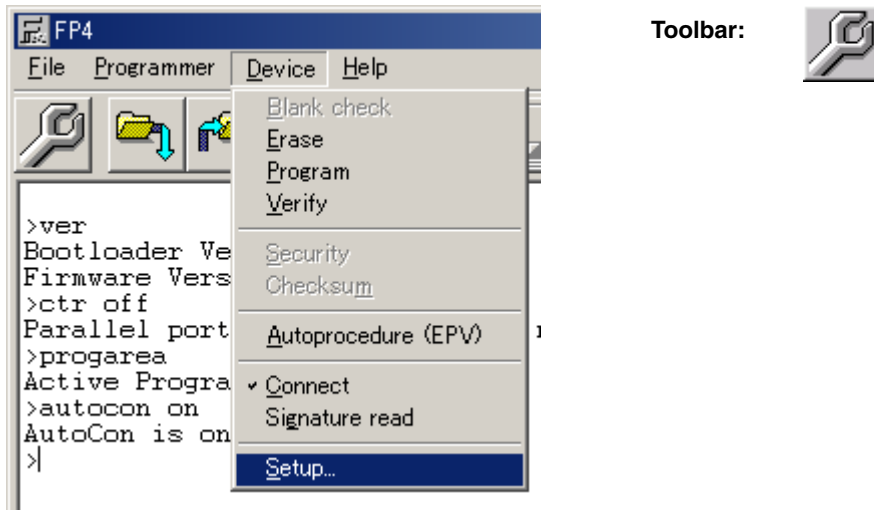 FP4
Toolbar:
File Programmer Device Help
Blank check
Erase
Program
Verify
Security
Checksum
Autoprocedure (EPV)
Connect
Signature read
Setup...
>ver
Bootloader Ve
Firmware Vers
>ctr off
Parallel port
>progarea
Active Progra
>autocon on
AutoCon is on
>